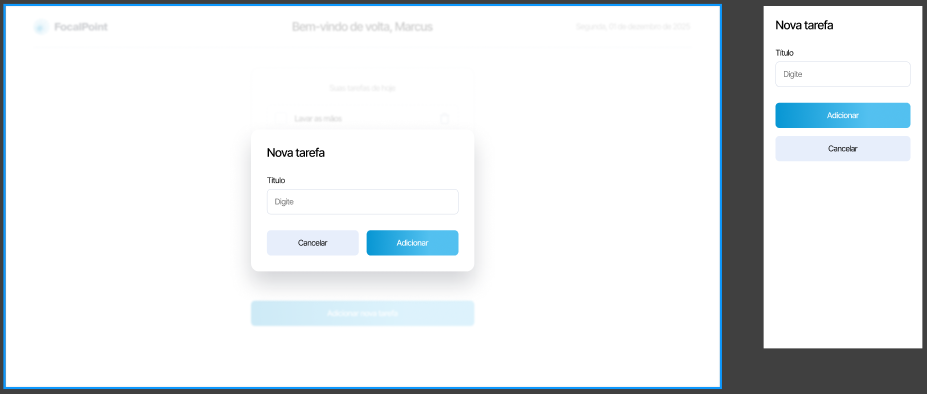 FocalPoint
Bem-vindo de volta, Marcus
Segunda, 01 de dezembro de 2025
Suas tarefas de hoje
Lavar as mãos
Nova tarefa
Título
Digite
Cancelar
Adicionar
Adicionar nova tarefa
Nova tarefa
Título
Digite
Adicionar
Cancelar